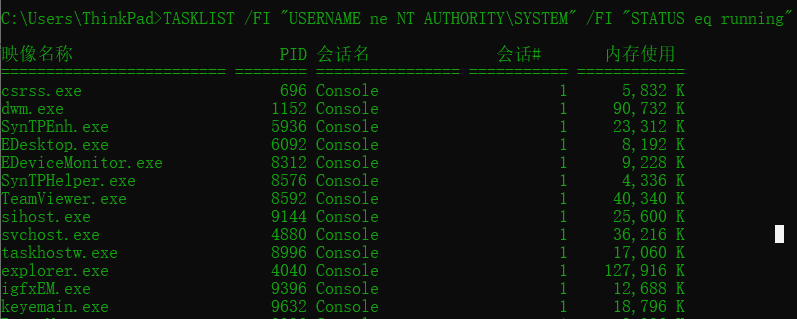 C:\Users\ThinkPad>TASKLIST /FI "USERNAME ne NT AUTHORITY\SYSTEM" /FI "STATUS eq running"
映像名称                       PID 会话名              会话#       内存使用
========================= ======== ================ =========== ============
csrss.exe                      696 Console                    1      5,832 K
dwm.exe                       1152 Console                    1     90,732 K
SynTPEnh.exe                  5936 Console                    1     23,312 K
EDesktop.exe                  6092 Console                    1      8,192 K
EDeviceMonitor.exe            8312 Console                    1      9,228 K
SynTPHelper.exe               8576 Console                    1      4,336 K
TeamViewer.exe                8592 Console                    1     40,340 K
sihost.exe                    9144 Console                    1     25,600 K
svchost.exe                   4880 Console                    1     36,216 K
taskhostw.exe                 8996 Console                    1     17,060 K
explorer.exe                  4040 Console                    1    127,916 K
igfxEM.exe                    9396 Console                    1     12,688 K
keyemain.exe                  9632 Console                    1     18,796 K